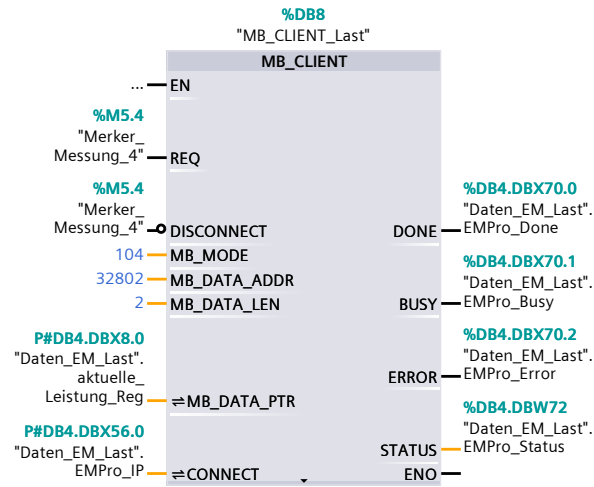 %DB8
"MB_CLIENT_Last"
MB_CLIENT
... EN
%M5.4
"Merker_
Messung_4" REQ
%M5.4
"Merker_
Messung_4" DISCONNECT
104 MB_MODE
32802 MB_DATA_ADDR
2 MB_DATA_LEN
P#DB4.DBX8.0
"Daten_EM_Last".
aktuelle_
Leistung_Reg ⇌MB_DATA_PTR
P#DB4.DBX56.0
"Daten_EM_Last".
EMPro_IP ⇌CONNECT
%DB4.DBX70.0
"Daten_EM_Last".
DONE EMPro_Done
%DB4.DBX70.1
"Daten_EM_Last".
BUSY EMPro_Busy
%DB4.DBX70.2
"Daten_EM_Last".
ERROR EMPro_Error
%DB4.DBW72
"Daten_EM_Last".
STATUS EMPro_Status
ENO